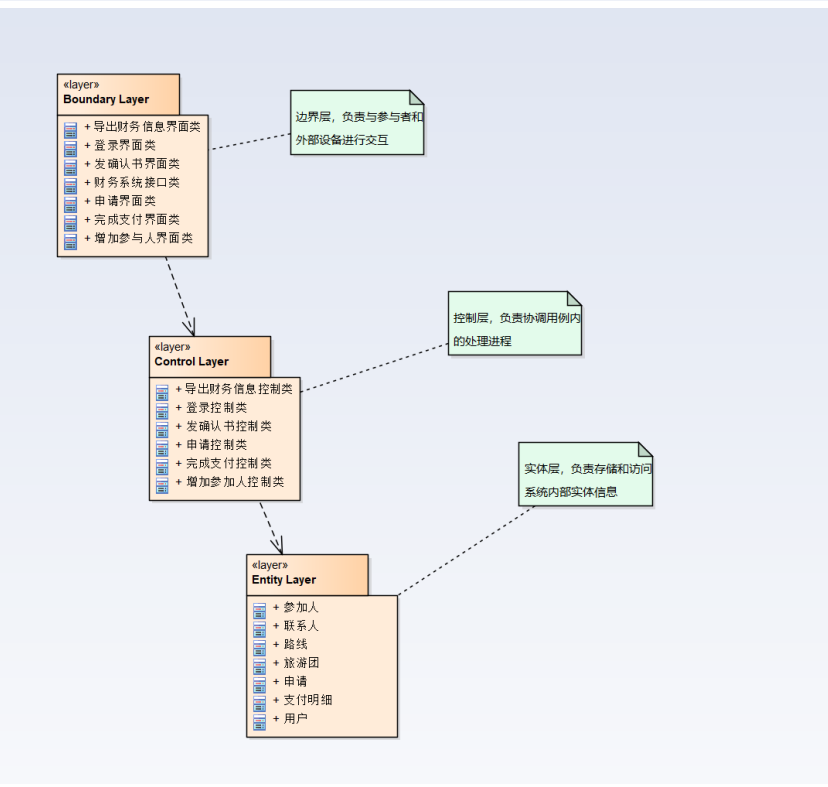 «layer»
Boundary Layer
+ 导出财务信息界面类
+ 登录界面类
+ 发确认书界面类
+ 财务系统接口类
+ 申请界面类
+ 完成支付界面类
+ 增加参与人界面类
边界层，负责与参与者和
外部设备进行交互
«layer»
Control Layer
+ 导出财务信息控制类
+ 登录控制类
+ 发确认书控制类
+ 申请控制类
+ 完成支付控制类
+ 增加参加人控制类
控制层，负责协调用例内
的处理进程
«layer»
Entity Layer
+ 参加人
+ 联系人
+ 路线
+ 旅游团
+ 申请
+ 支付明细
+ 用户
实体层，负责存储和访问
系统内部实体信息